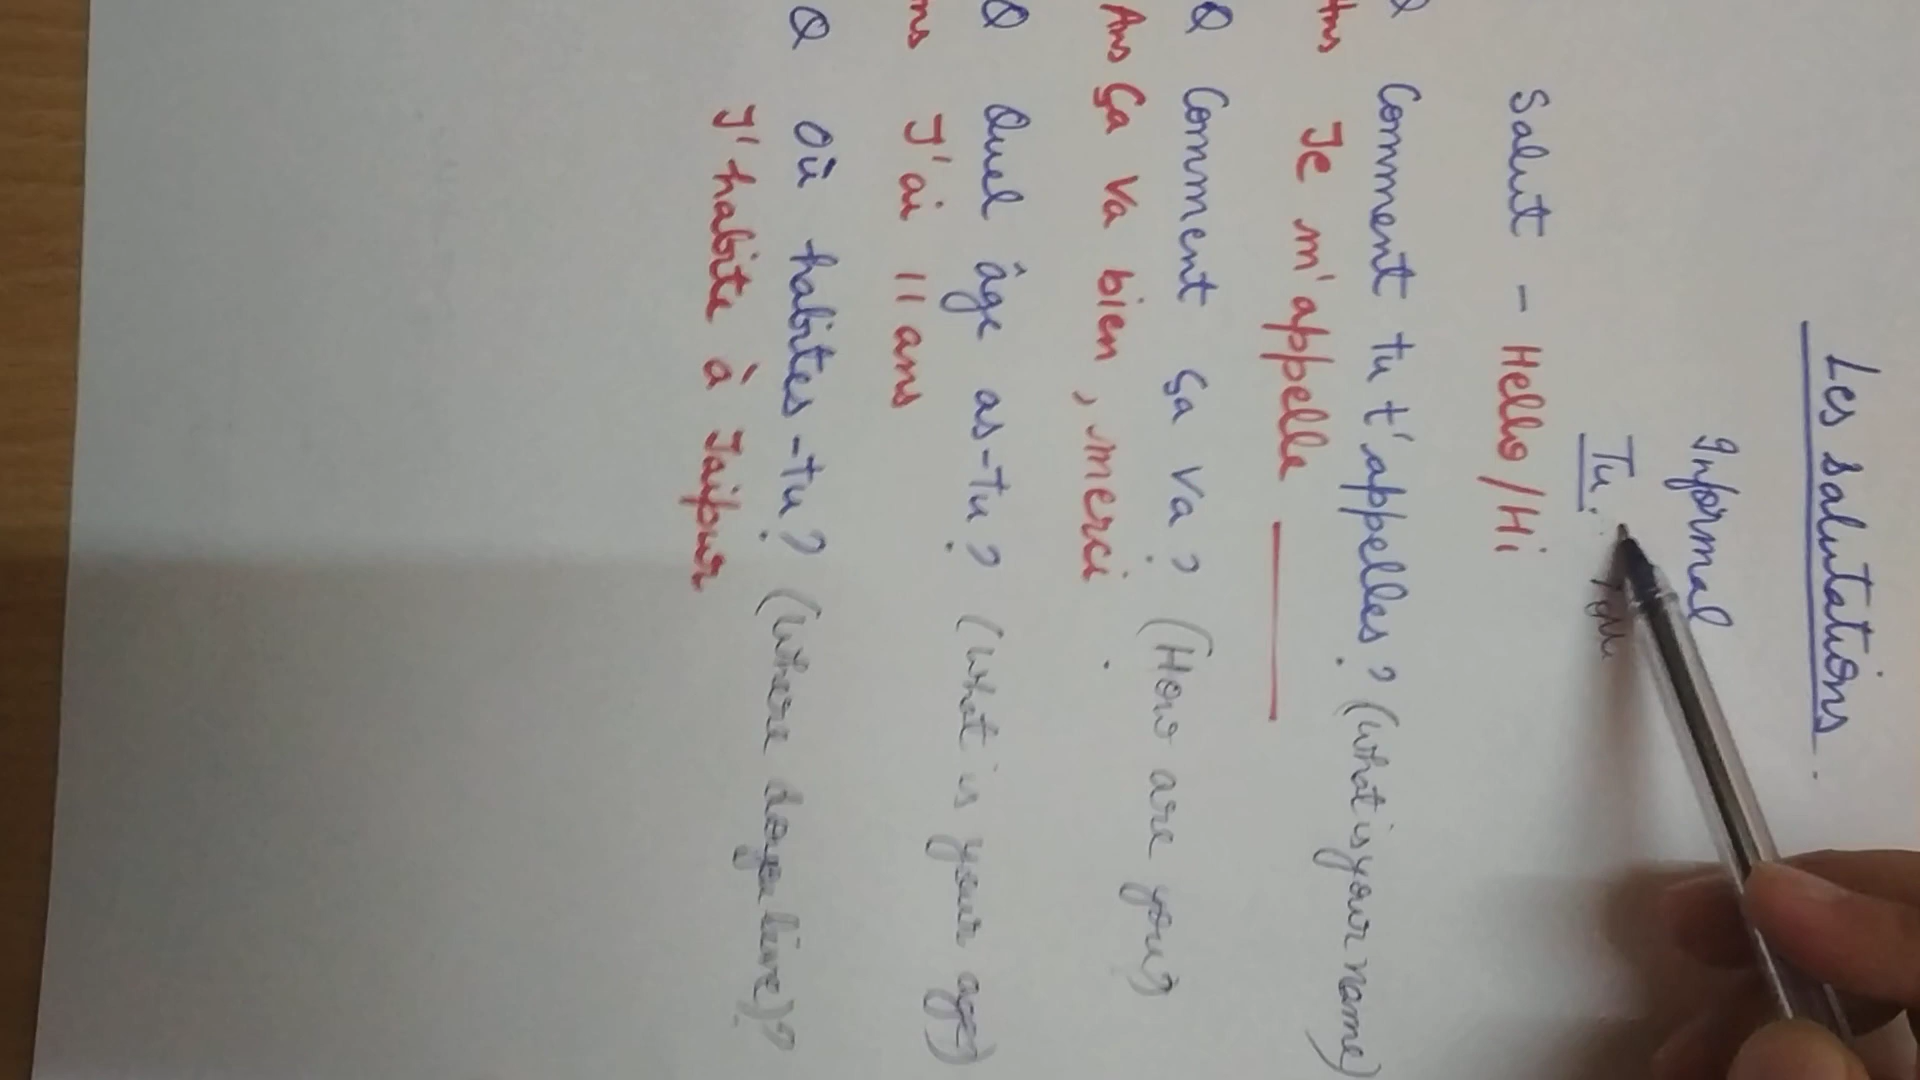 Les salutations.
Informal
Tu. You
Salut - Hello/Hi
Q Comment tu t'appelles? (What is your name)
Ans Je m'appelle
Q Comment ça va? (How are you?)
Ans Ça va bien, merci.
Q Quel âge as-tu? (What is your age)
ns J'ai 11 ans
Q Où habites-tu? (Where do you live)?
J'habite à Jaipur